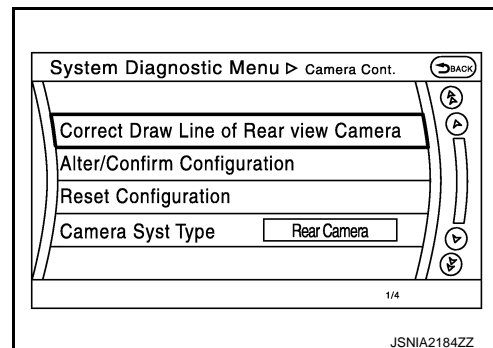 System Diagnostic Menu ▷ Camera Cont.
BACK
Correct Draw Line of Rear view Camera
Alter/Confirm Configuration
Reset Configuration
Camera Syst Type Rear Camera
1/4
JSNIA2184ZZ